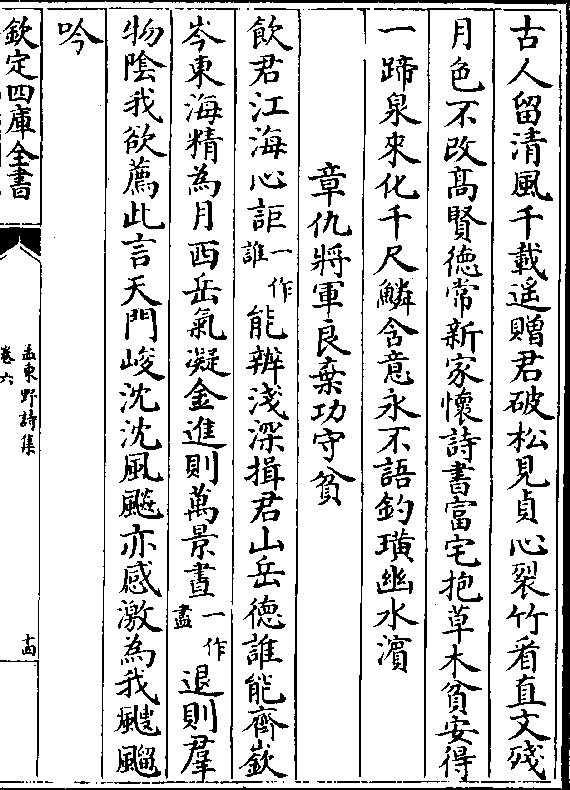 古人留清風千載遥贈君破松見貞心裂竹看直文殘
月色不改髙賢徳常新家懷詩書富宅抱草木貧安得
一蹄泉來化千尺鱗含意永不語釣璜幽水濵
章仇將軍良棄功守貧
飲君江海心詎一作誰能辨淺深挹君山岳德誰能齊嶔
岑東海精為月西岳氣凝金進則萬景晝一作盡退則羣
物陰我欲薦此言天門峻沈沈風飈亦感激為我飕飀
吟
欽定四庫全書
孟東野詩集
卷六
十四